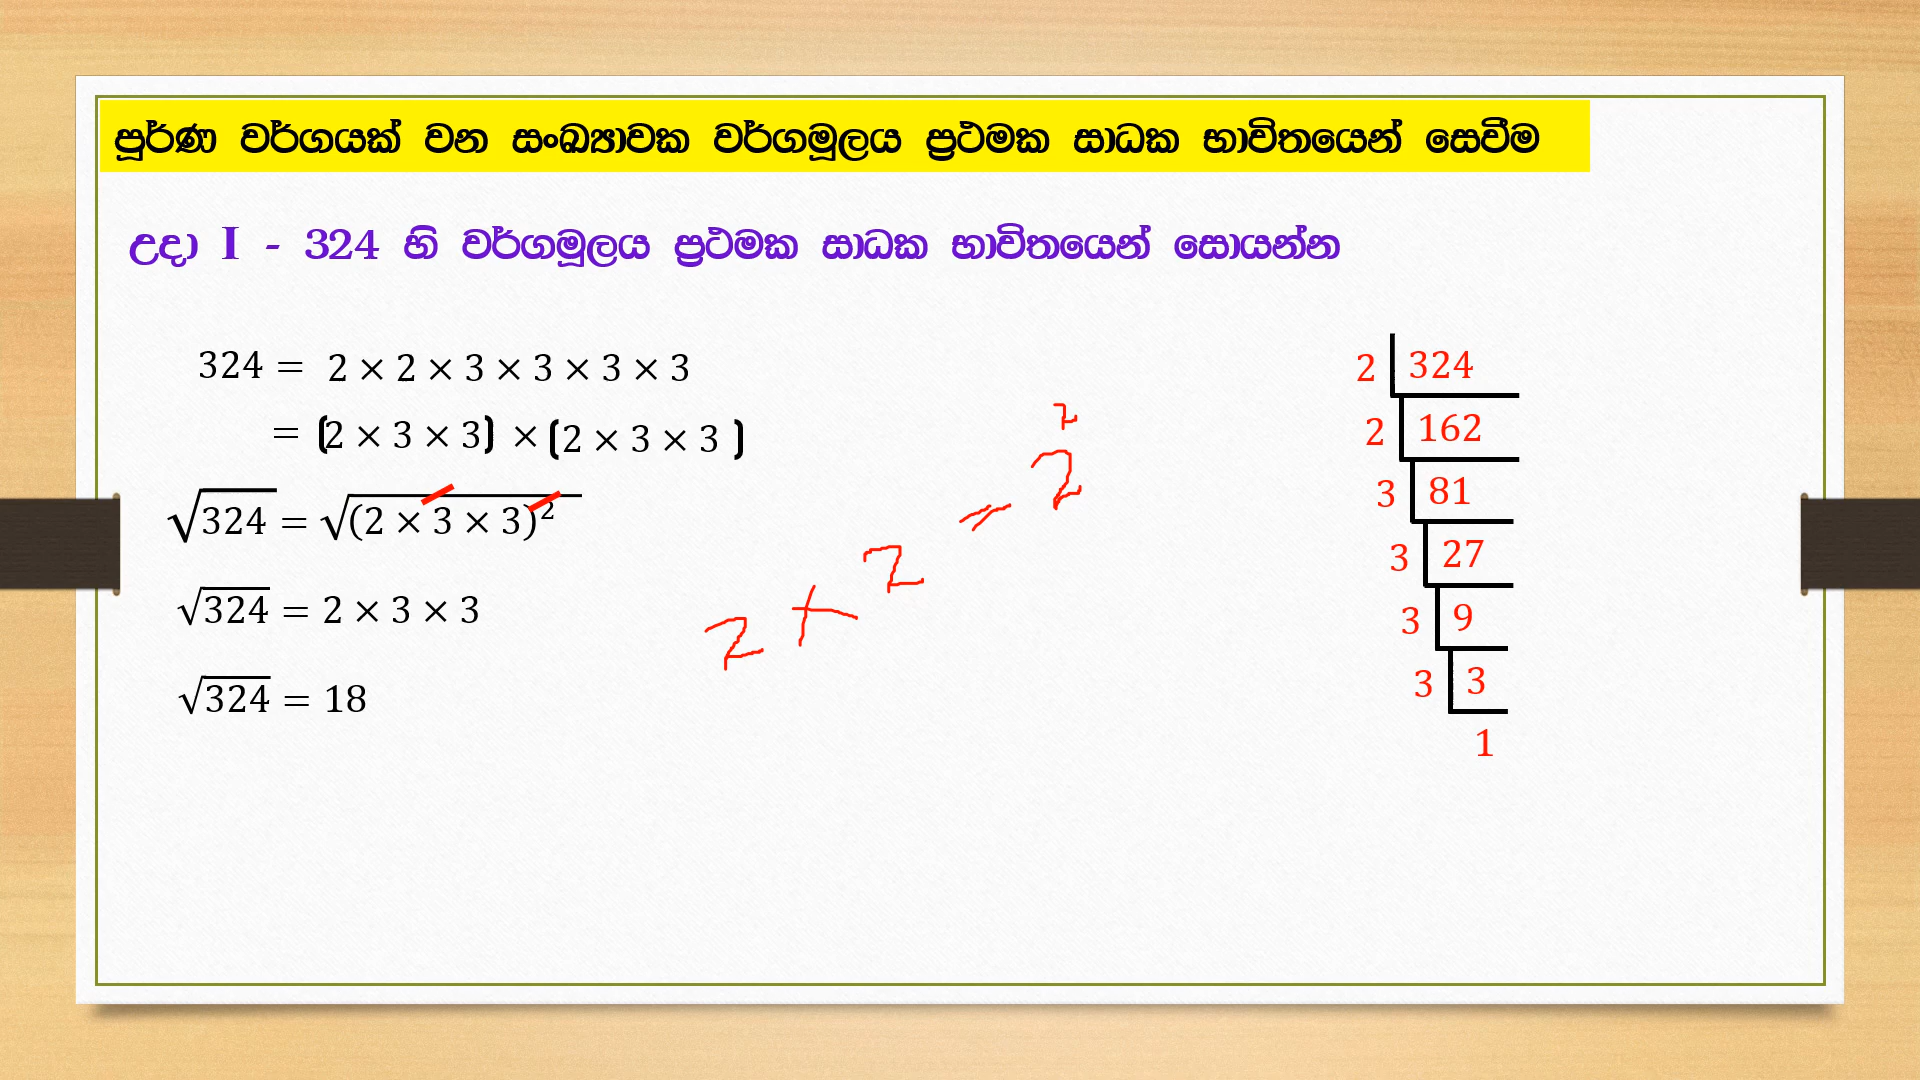 පූර්ණ වර්ගයක් වන සංඛ්‍යාවක වර්ගමූලය ප්‍රථමක සාධක භාවිතයෙන් සෙවීම
උදා I - 324 හි වර්ගමූලය ප්‍රථමක සාධක භාවිතයෙන් සොයන්න
324 = 2 × 2 × 3 × 3 × 3 × 3
= (2 × 3 × 3) × (2 × 3 × 3)
√324 = √(2 × 3 × 3)²
√324 = 2 × 3 × 3
√324 = 18
2 × 2 = 2²
2 324
2 162
3 81
3 27
3 9
3 3
1